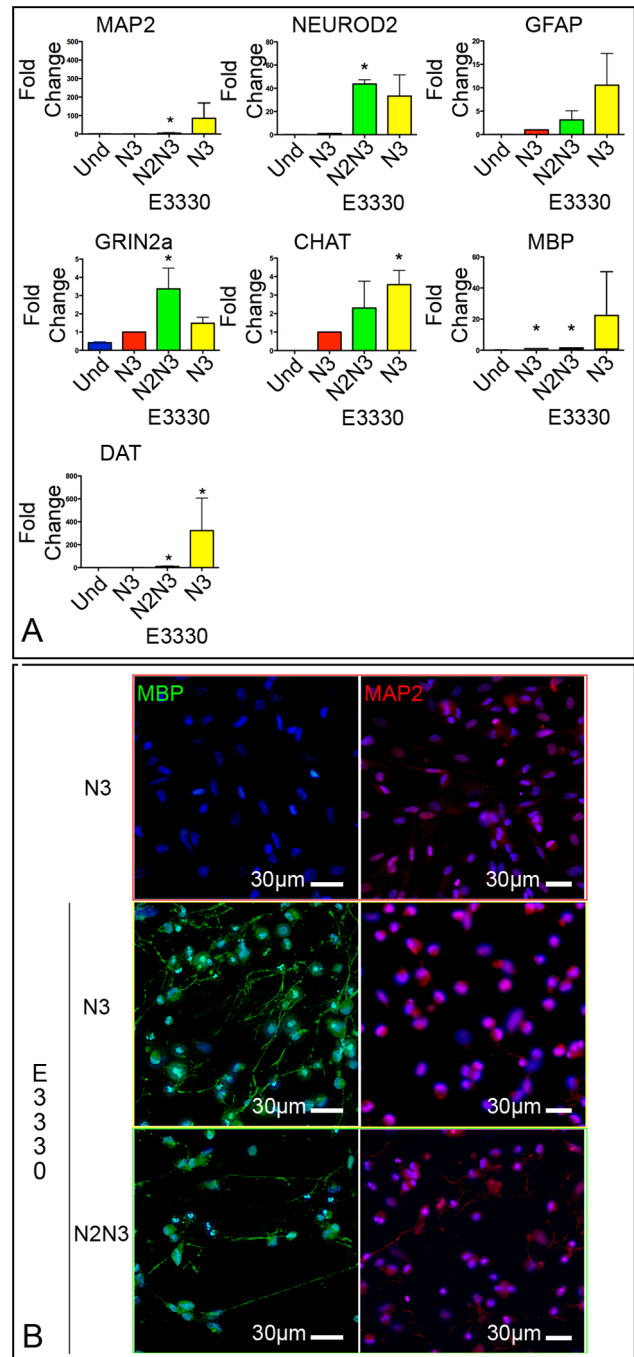 MAP2
NEUROD2
GFAP
Fold Change
500
400
300
200
100
0
*
Und N3 N2N3 N3
E3330
Fold Change
80
60
40
20
0
*
Und N3 N2N3 N3
E3330
Fold Change
20
15
10
5
0
Und N3 N2N3 N3
E3330
GRIN2a
CHAT
MBP
Fold Change
5
4
3
2
1
0
*
Und N3 N2N3 N3
E3330
Fold Change
5
4
3
2
1
0
*
Und N3 N2N3 N3
E3330
Fold Change
60
40
20
0
* *
Und N3 N2N3 N3
E3330
DAT
Fold Change
800
600
400
200
0
* *
Und N3 N2N3 N3
E3330
A
MBP
MAP2
N3
30µm
30µm
E3330
N3
30µm
30µm
N2N3
30µm
30µm
B